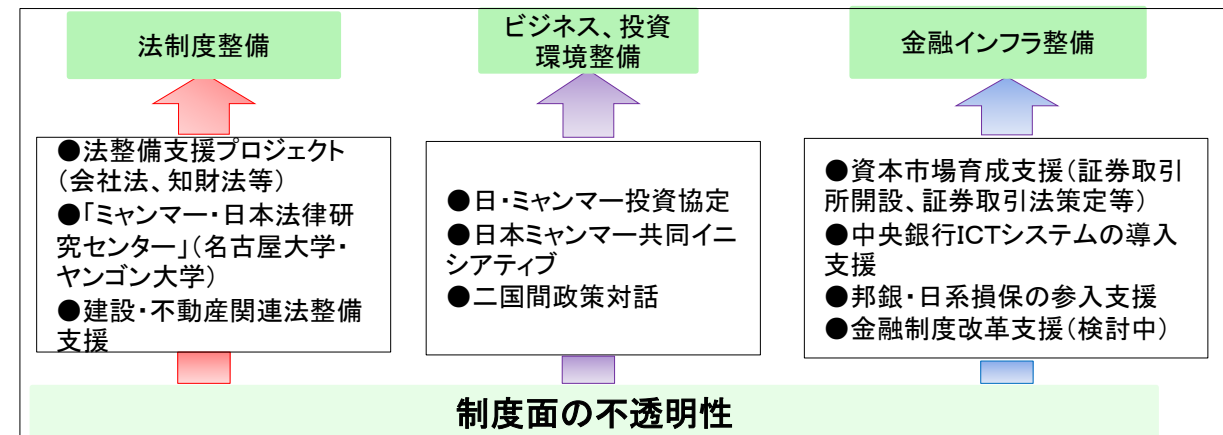 法制度整備
ビジネス、投資
環境整備
金融インフラ整備
●法整備支援プロジェクト
（会社法、知財法等）
●「ミャンマー・日本法律研
究センター」（名古屋大学・
ヤンゴン大学）
●建設・不動産関連法整備
支援
●日・ミャンマー投資協定
●日本ミャンマー共同イニ
シアティブ
●二国間政策対話
●資本市場育成支援（証券取引
所開設、証券取引法策定等）
●中央銀行ICTシステムの導入
支援
●邦銀・日系損保の参入支援
●金融制度改革支援（検討中）
制度面の不透明性